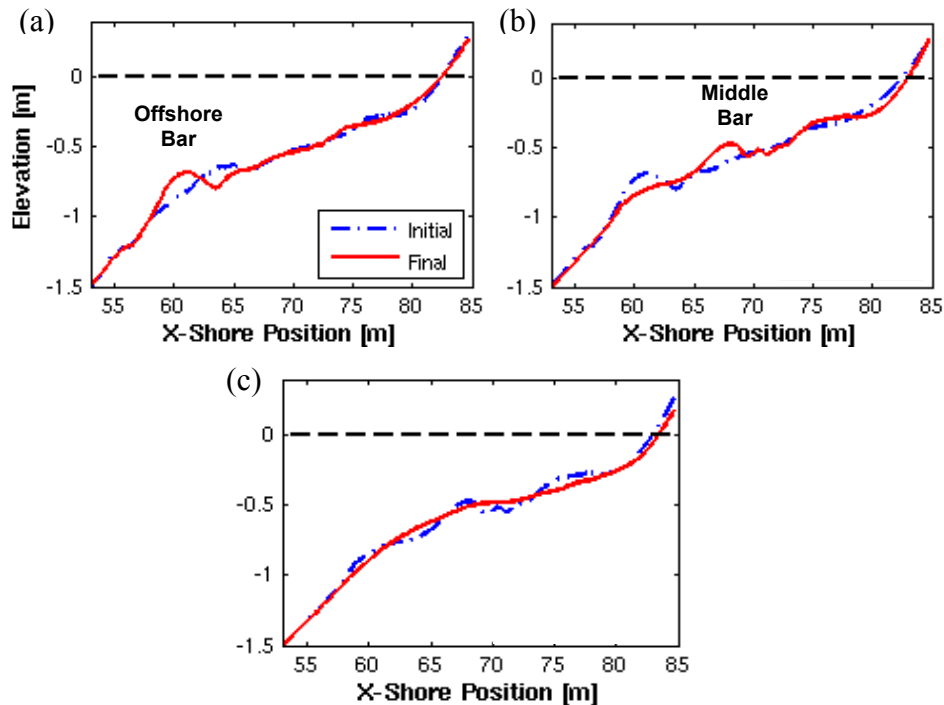 (a)
Elevation [m]
0
-0.5
-1
-1.5
Offshore
Bar
Initial
Final
55 60 65 70 75 80 85
X-Shore Position [m]
(b)
0
-0.5
-1
-1.5
Middle
Bar
55 60 65 70 75 80 85
X-Shore Position [m]
(c)
0
-0.5
-1
-1.5
55 60 65 70 75 80 85
X-Shore Position [m]